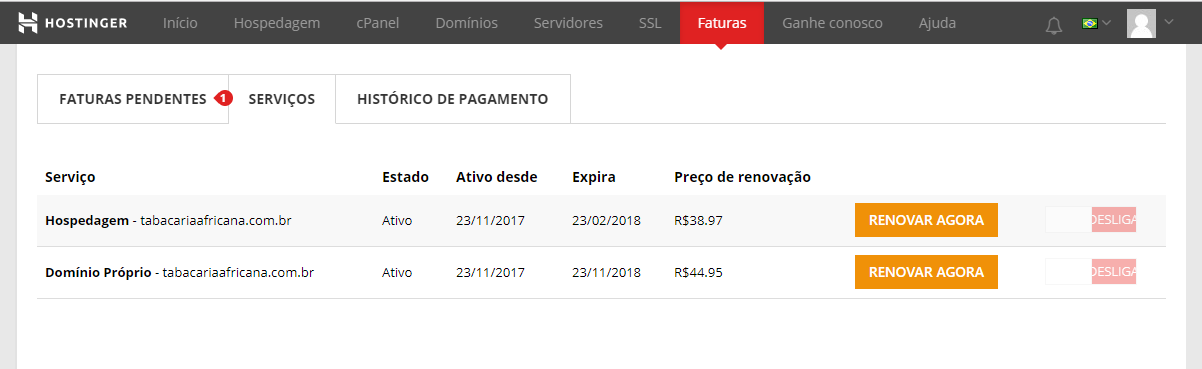 HOSTINGER Início Hospedagem cPanel Domínios Servidores SSL Faturas Ganhe conosco Ajuda
FATURAS PENDENTES 1 SERVIÇOS HISTÓRICO DE PAGAMENTO
Serviço Estado Ativo desde Expira Preço de renovação
Hospedagem - tabacariaafricana.com.br Ativo 23/11/2017 23/02/2018 R$38.97 RENOVAR AGORA DESLIGA
Domínio Próprio - tabacariaafricana.com.br Ativo 23/11/2017 23/11/2018 R$44.95 RENOVAR AGORA DESLIGA